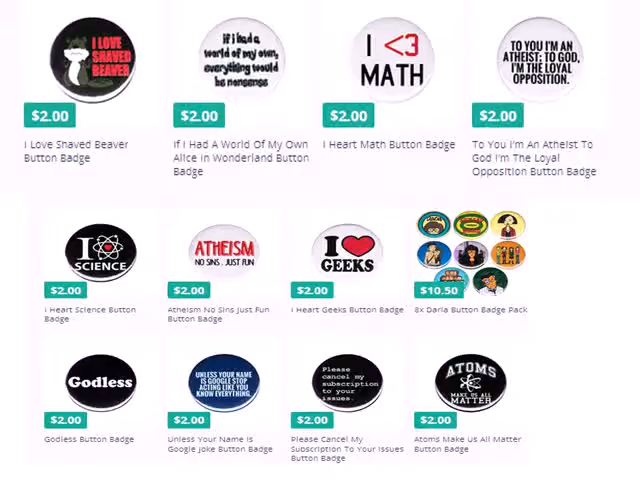 I LOVE
SHAVED
BEAVER
if i had a
world of my own,
everything would
be nonsense
I <3
MATH
TO YOU I'M AN
ATHEIST; TO GOD,
I'M THE LOYAL
OPPOSITION.
$2.00
$2.00
$2.00
$2.00
I Love Shaved Beaver
Button Badge
If I Had A World Of My Own
Alice in Wonderland Button
Badge
I Heart Math Button Badge
To You I'm An Atheist To
God I'm The Loyal
Opposition Button Badge
I
SCIENCE
ATHEISM
NO SINS . JUST FUN
I
GEEKS
$2.00
$2.00
$2.00
$10.50
I Heart Science Button
Badge
Atheism No Sins Just Fun
Button Badge
I Heart Geeks Button Badge
8x Daria Button Badge Pack
Godless
UNLESS YOUR NAME
IS GOOGLE STOP
ACTING LIKE YOU
KNOW EVERYTHING.
Please
cancel my
subscription
to your
issues.
ATOMS
MAKE US ALL
MATTER
$2.00
$2.00
$2.00
$2.00
Godless Button Badge
Unless Your Name Is
Google Joke Button Badge
Please Cancel My
Subscription To Your Issues
Button Badge
Atoms Make Us All Matter
Button Badge